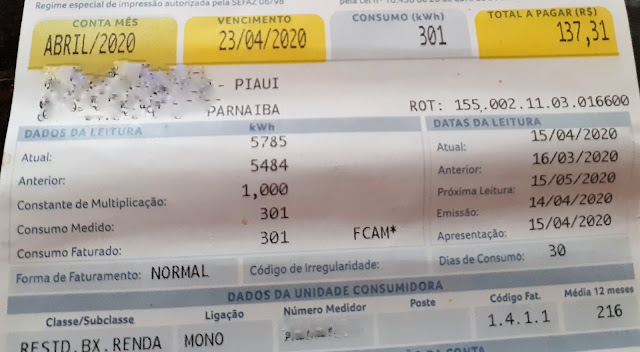 Regime especial de impressão autorizada pela SEFAZ 06/98
CONTA MÊS
ABRIL/2020
VENCIMENTO
23/04/2020
CONSUMO (kWh)
301
TOTAL A PAGAR (R$)
137,31
- PIAUI
PARNAIBA
ROT: 155.002.11.03.016600
DADOS DA LEITURA kWh
Atual: 5785
Anterior: 5484
Constante de Multiplicação: 1,000
Consumo Medido: 301
Consumo Faturado: 301 FCAM*
Forma de Faturamento: NORMAL Código de Irregularidade:
DATAS DA LEITURA
Atual: 15/04/2020
Anterior: 16/03/2020
Próxima Leitura: 15/05/2020
Emissão: 14/04/2020
Apresentação: 15/04/2020
Dias de Consumo: 30
DADOS DA UNIDADE CONSUMIDORA
Classe/Subclasse Ligação Número Medidor Poste Código Fat. Média 12 meses
RESID.BX.RENDA MONO 1.4.1.1 216
DA CONTA